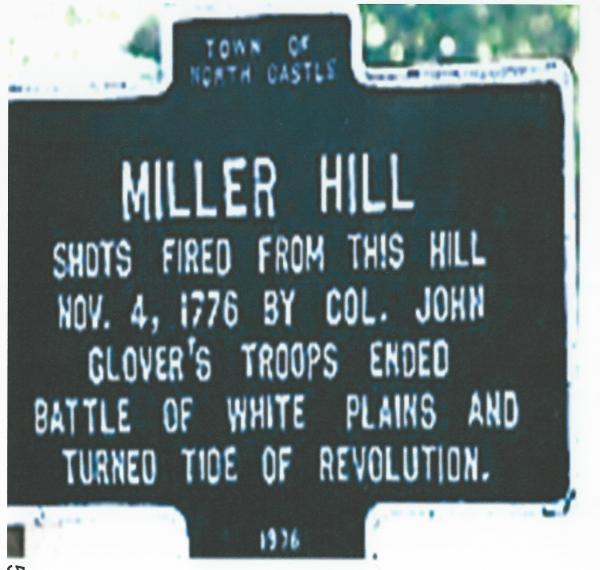 TOWN OF
NORTH CASTLE
MILLER HILL
SHOTS FIRED FROM THIS HILL
NOV. 4, 1776 BY COL. JOHN
GLOVER'S TROOPS ENDED
BATTLE OF WHITE PLAINS AND
TURNED TIDE OF REVOLUTION.
1976